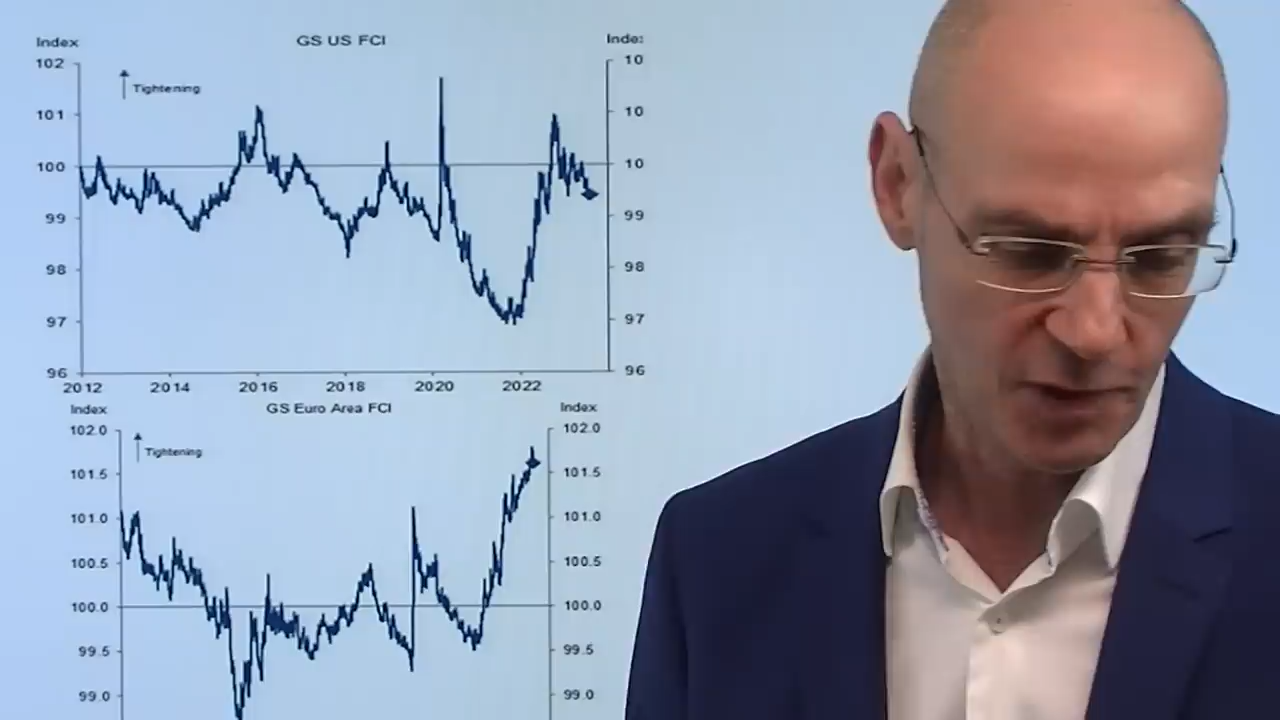 Index GS US FCI Inde
102 10
Tightening
101 10
100 10
99 99
98 98
97 97
96 96
2012 2014 2016 2018 2020 2022
Index GS Euro Area FCI Index
102.0 102.0
Tightening
101.5 101.5
101.0 101.0
100.5 100.5
100.0 100.0
99.5 99.5
99.0 99.0